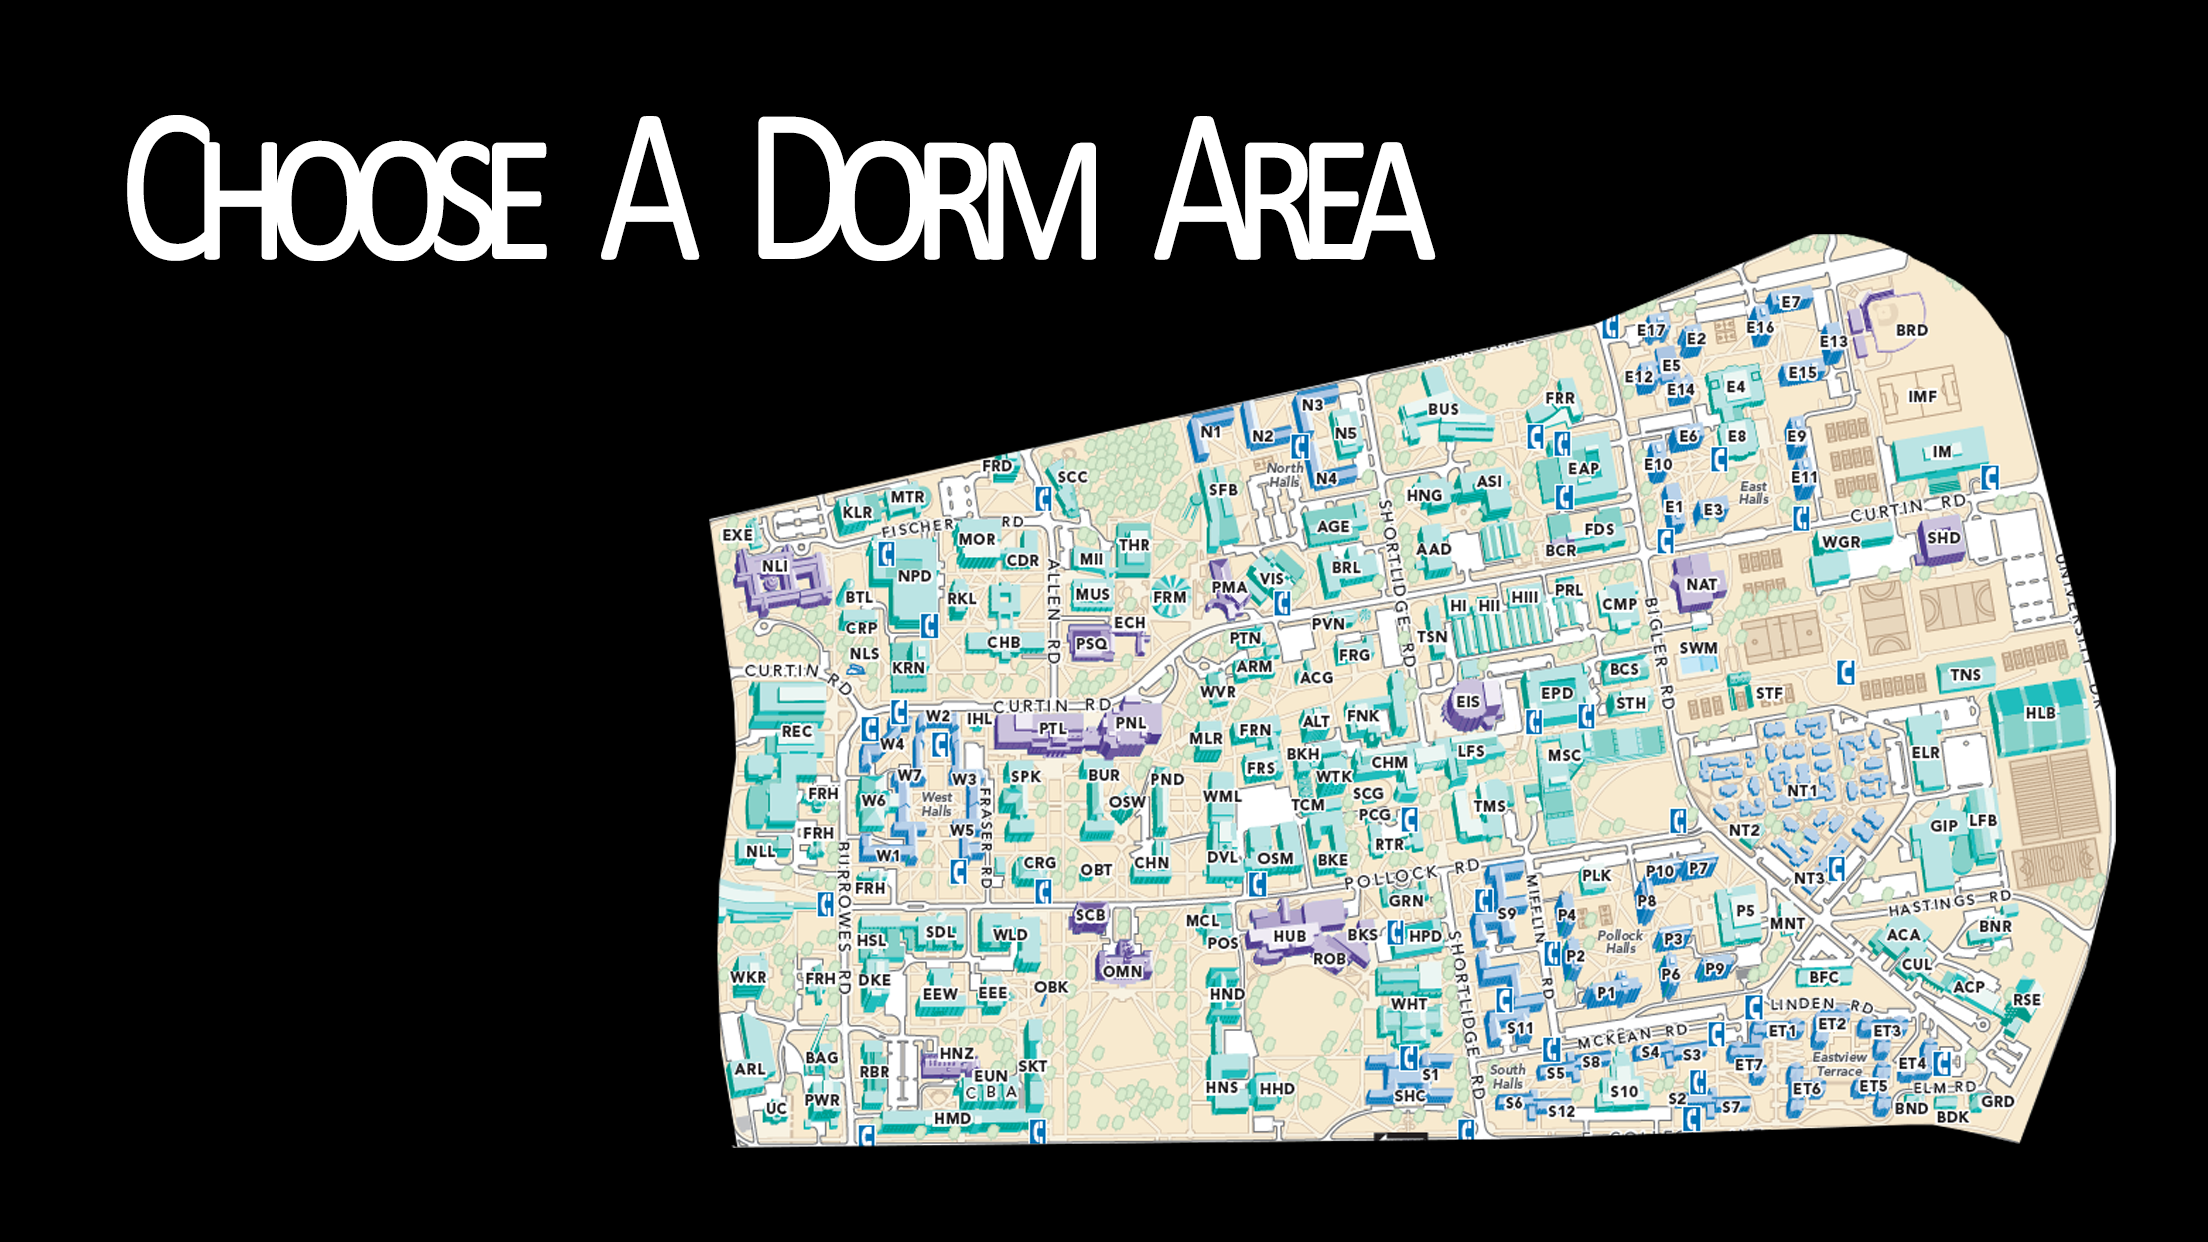 CHOOSE A DORM AREA
E7
E17
E16
E2
BRD
E13
E5
E12
E15
E14
E4
IMF
FRR
N3
BUS
N1
N2
N5
E6
E8
E9
IM
FRD
North
Halls
EAP
E10
SCC
N4
E11
ASI
SFB
HNG
East
Halls
MTR
KLR
E1
E3
CURTIN RD
FISCHER RD
AGE
FDS
EXE
MOR
THR
SHORTLIDGE RD
AAD
BCR
WGR
SHD
CDR
MII
NLI
NPD
BRL
VIS
PMA
NAT
UNIVERSITY DR
ALLEN RD
BTL
RKL
MUS
FRM
HI
HII
HIII
PRL
CMP
CRP
ECH
PVN
BIGLER RD
CHB
PSQ
PTN
TSN
NLS
KRN
ARM
FRG
SWM
CURTIN RD
ACG
BCS
TNS
WVR
EPD
STF
CURTIN RD
EIS
STH
W2
IHL
PTL
PNL
ALT
FNK
HLB
REC
W4
MLR
FRN
BKH
CHM
LFS
MSC
ELR
W7
W3
SPK
BUR
PND
FRS
WTK
NT1
FRH
W6
West
Halls
FRASER RD
OSW
WML
TCM
SCG
TMS
PCG
GIP
LFB
FRH
W5
NT2
NLL
W1
CRG
OBT
CHN
DVL
OSM
BKE
RTR
BURROWES RD
FRH
POLLOCK RD
PLK
P10
P7
NT3
MIFFLIN RD
GRN
P8
HASTINGS RD
SCB
MCL
S9
P4
P5
MNT
HSL
SDL
WLD
POS
HUB
BKS
HPD
Pollock
Halls
P3
ACA
BNR
SHORTLIDGE RD
ROB
P2
OMN
P6
P9
CUL
WKR
FRH
DKE
EEW
EEE
OBK
HND
WHT
P1
BFC
ACP
LINDEN RD
RSE
S11
MCKEAN RD
ET1
ET2
ET3
BAG
HNZ
SKT
S8
S4
S3
ET7
Eastview
Terrace
ET4
ARL
RBR
EUN
C B A
South
Halls
S5
S1
HNS
HHD
SHC
S10
ET6
ET5
ELM RD
UC
PWR
S6
S12
S2
S7
BND
BDK
GRD
HMD